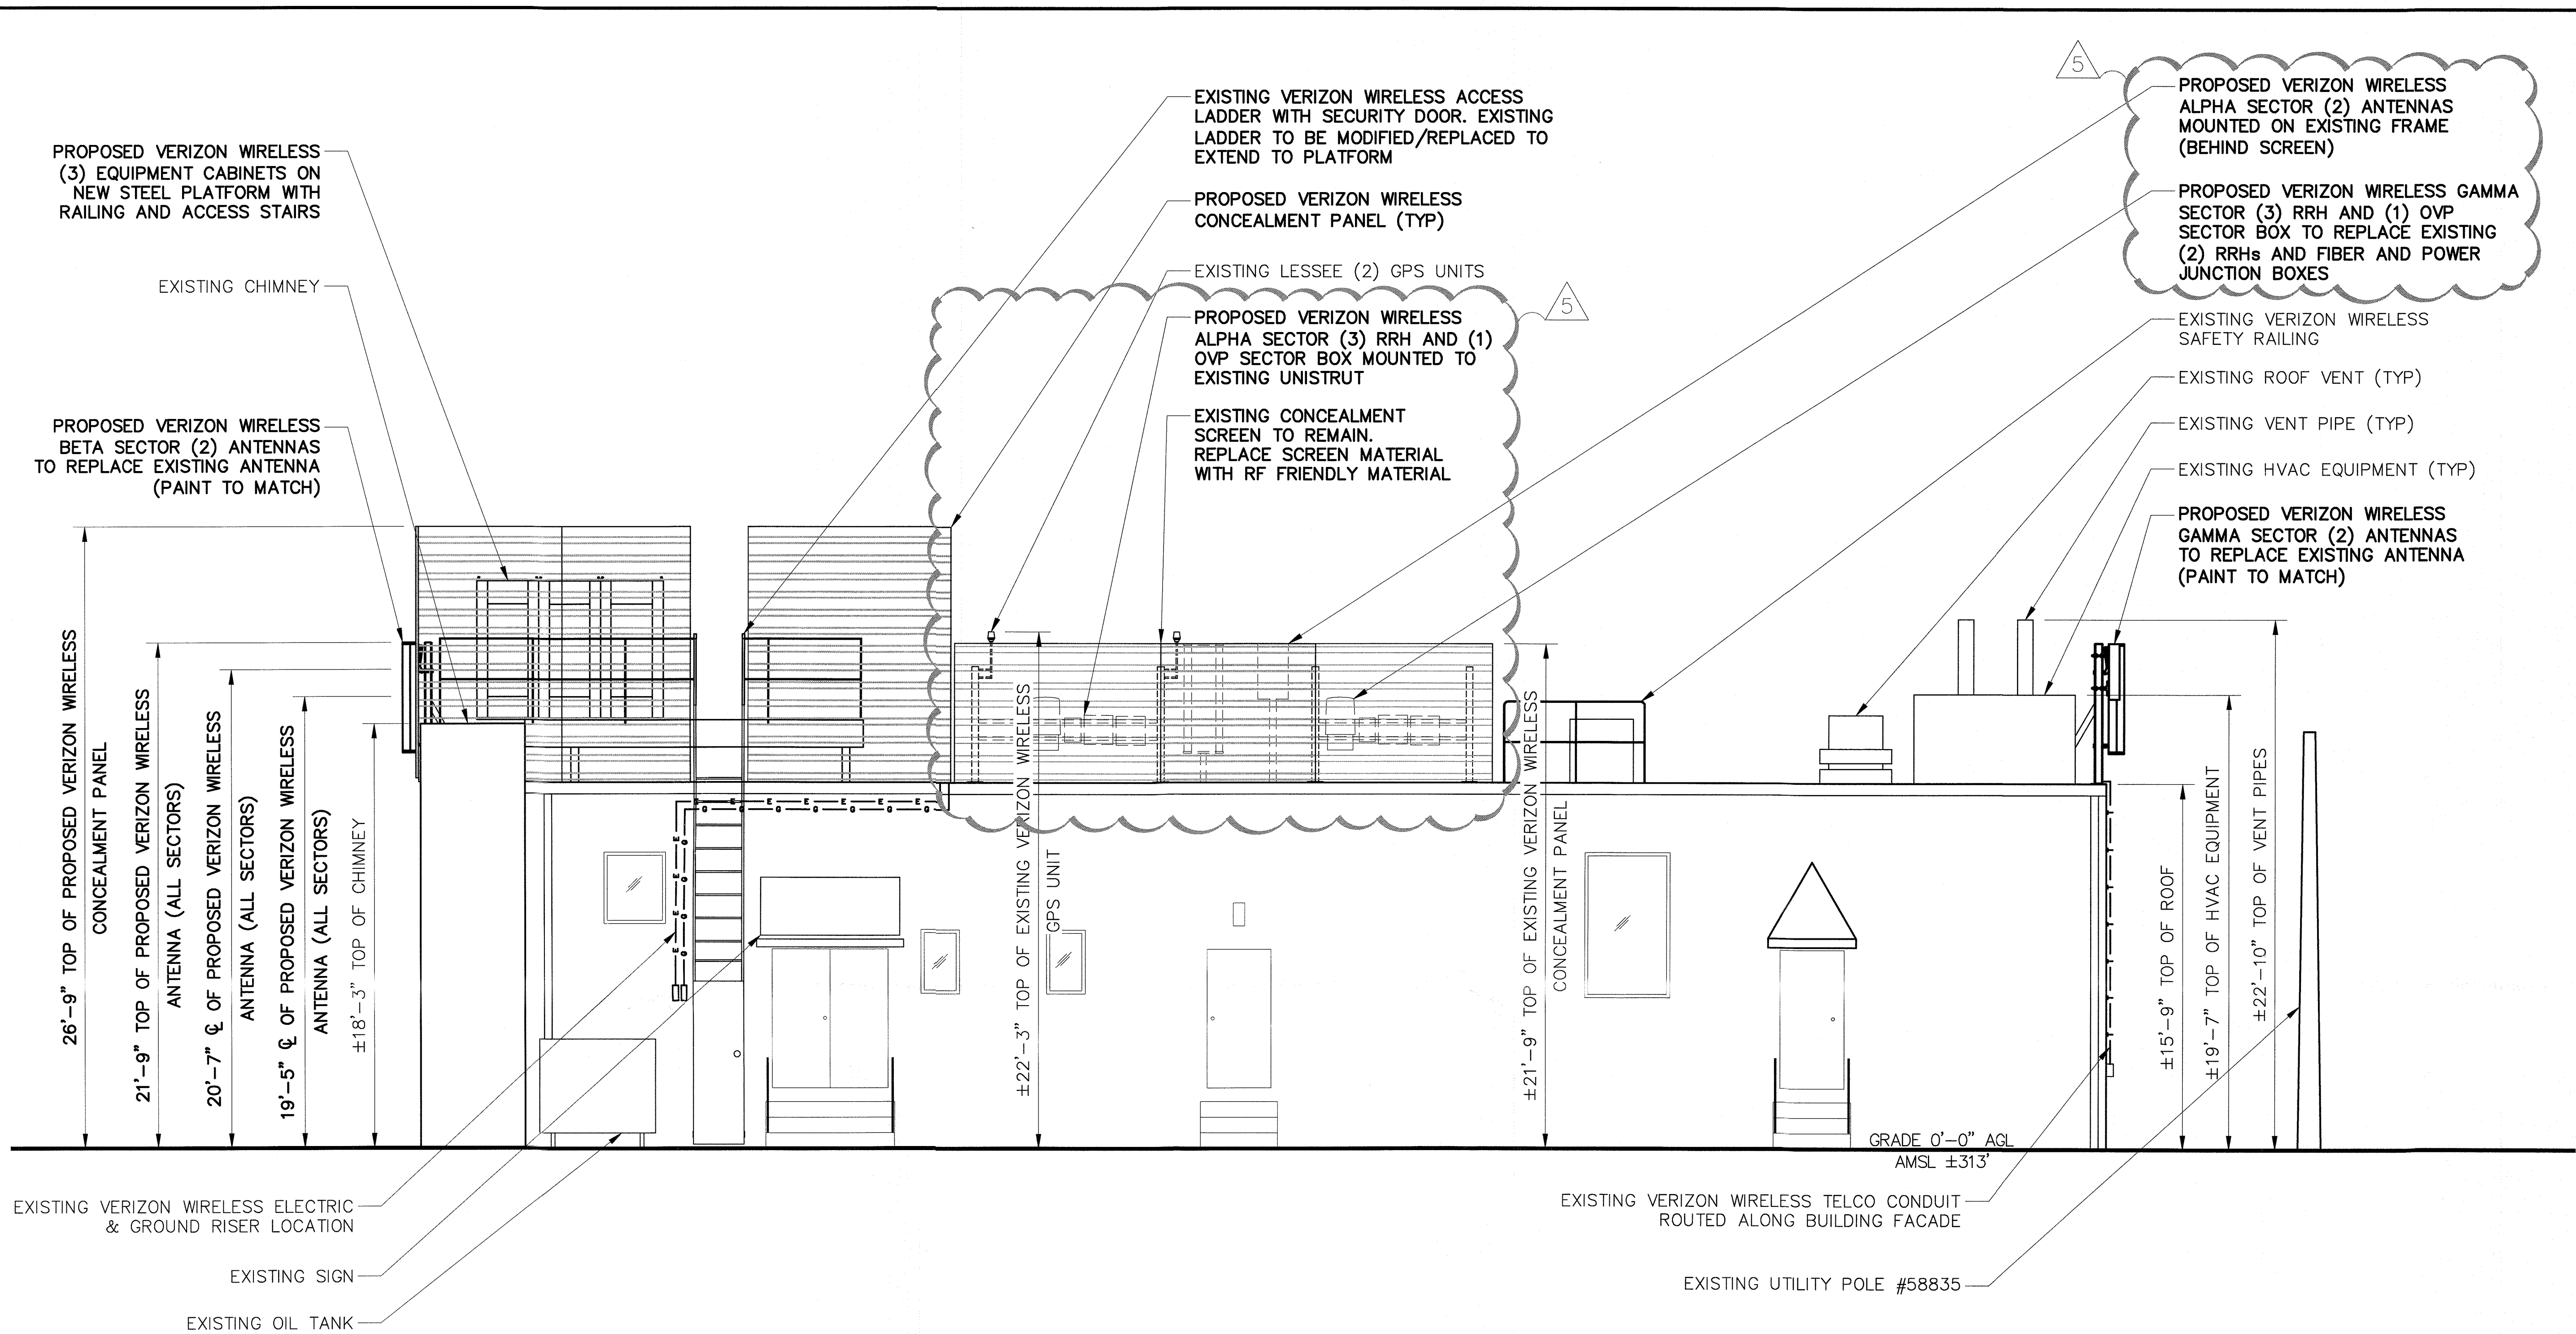 PROPOSED VERIZON WIRELESS
(3) EQUIPMENT CABINETS ON
NEW STEEL PLATFORM WITH
RAILING AND ACCESS STAIRS
EXISTING CHIMNEY
PROPOSED VERIZON WIRELESS
BETA SECTOR (2) ANTENNAS
TO REPLACE EXISTING ANTENNA
(PAINT TO MATCH)
EXISTING VERIZON WIRELESS ACCESS
LADDER WITH SECURITY DOOR. EXISTING
LADDER TO BE MODIFIED/REPLACED TO
EXTEND TO PLATFORM
PROPOSED VERIZON WIRELESS
CONCEALMENT PANEL (TYP)
EXISTING LESSEE (2) GPS UNITS
5
PROPOSED VERIZON WIRELESS
ALPHA SECTOR (3) RRH AND (1)
OVP SECTOR BOX MOUNTED TO
EXISTING UNISTRUT
EXISTING CONCEALMENT
SCREEN TO REMAIN.
REPLACE SCREEN MATERIAL
WITH RF FRIENDLY MATERIAL
5
PROPOSED VERIZON WIRELESS
ALPHA SECTOR (2) ANTENNAS
MOUNTED ON EXISTING FRAME
(BEHIND SCREEN)
PROPOSED VERIZON WIRELESS GAMMA
SECTOR (3) RRH AND (1) OVP
SECTOR BOX TO REPLACE EXISTING
(2) RRHs AND FIBER AND POWER
JUNCTION BOXES
EXISTING VERIZON WIRELESS
SAFETY RAILING
EXISTING ROOF VENT (TYP)
EXISTING VENT PIPE (TYP)
EXISTING HVAC EQUIPMENT (TYP)
PROPOSED VERIZON WIRELESS
GAMMA SECTOR (2) ANTENNAS
TO REPLACE EXISTING ANTENNA
(PAINT TO MATCH)
26'-9" TOP OF PROPOSED VERIZON WIRELESS
CONCEALMENT PANEL
21'-9" TOP OF PROPOSED VERIZON WIRELESS
ANTENNA (ALL SECTORS)
20'-7" ℄ OF PROPOSED VERIZON WIRELESS
ANTENNA (ALL SECTORS)
19'-5" ℄ OF PROPOSED VERIZON WIRELESS
ANTENNA (ALL SECTORS)
±18'-3" TOP OF CHIMNEY
E E E E E
G G G G G
E G
E G
E G
E G
±22'-3" TOP OF EXISTING VERIZON WIRELESS
GPS UNIT
±21'-9" TOP OF EXISTING VERIZON WIRELESS
CONCEALMENT PANEL
±15'-9" TOP OF ROOF
±19'-7" TOP OF HVAC EQUIPMENT
±22'-10" TOP OF VENT PIPES
GRADE 0'-0" AGL
AMSL ±313'
EXISTING VERIZON WIRELESS ELECTRIC
& GROUND RISER LOCATION
EXISTING SIGN
EXISTING OIL TANK
EXISTING VERIZON WIRELESS TELCO CONDUIT
ROUTED ALONG BUILDING FACADE
EXISTING UTILITY POLE #58835